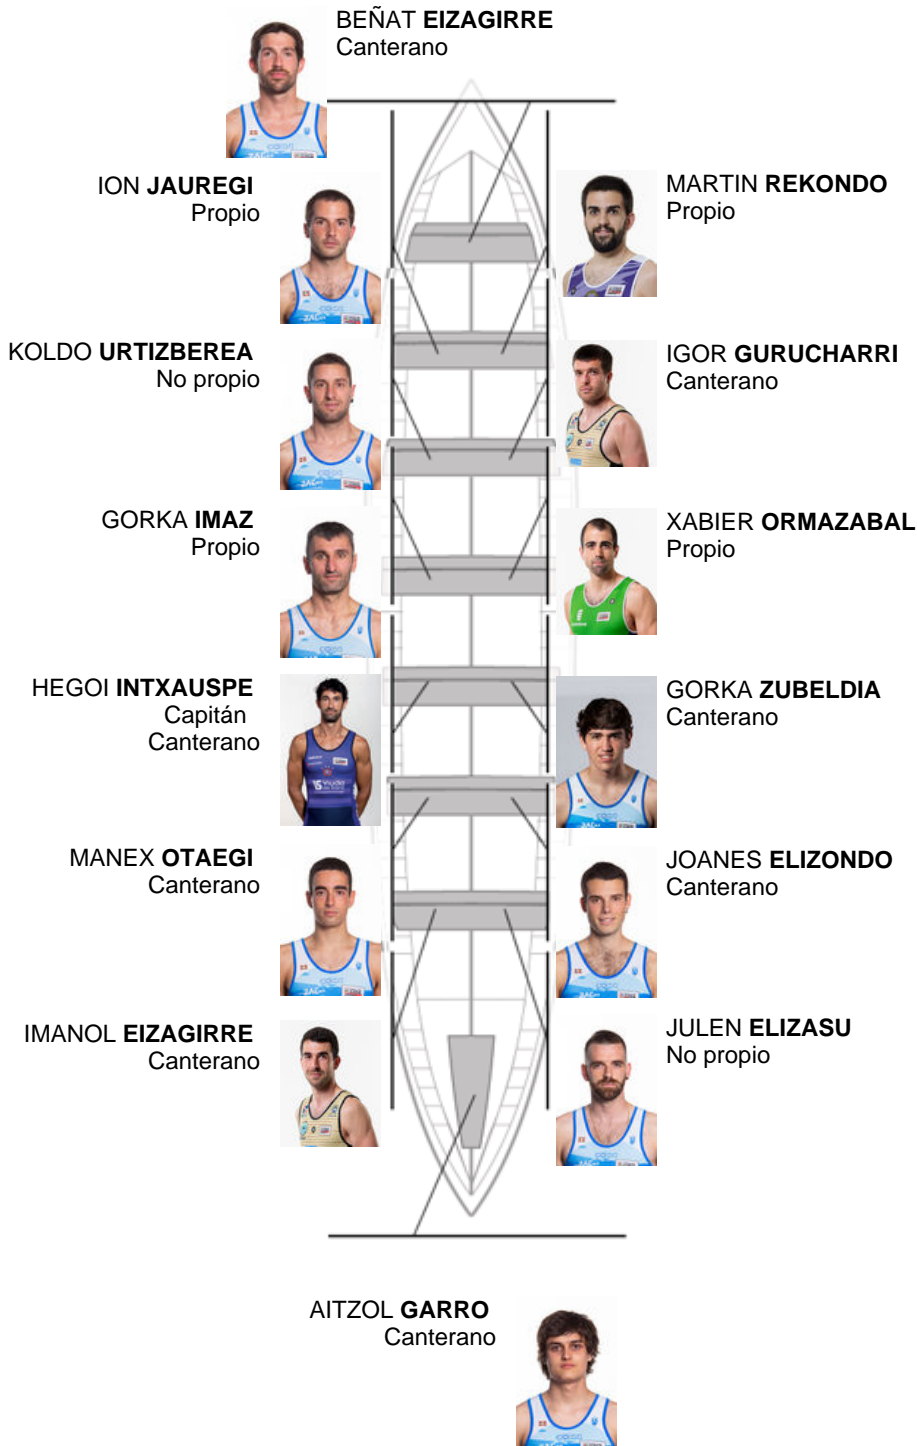 BEÑAT EIZAGIRRE
Canterano
ION JAUREGI
Propio
MARTIN REKONDO
Propio
KOLDO URTIZBEREA
No propio
IGOR GURUCHARRI
Canterano
GORKA IMAZ
Propio
XABIER ORMAZABAL
Propio
HEGOI INTXAUSPE
Capitán
Canterano
GORKA ZUBELDIA
Canterano
MANEX OTAEGI
Canterano
JOANES ELIZONDO
Canterano
IMANOL EIZAGIRRE
Canterano
JULEN ELIZASU
No propio
AITZOL GARRO
Canterano